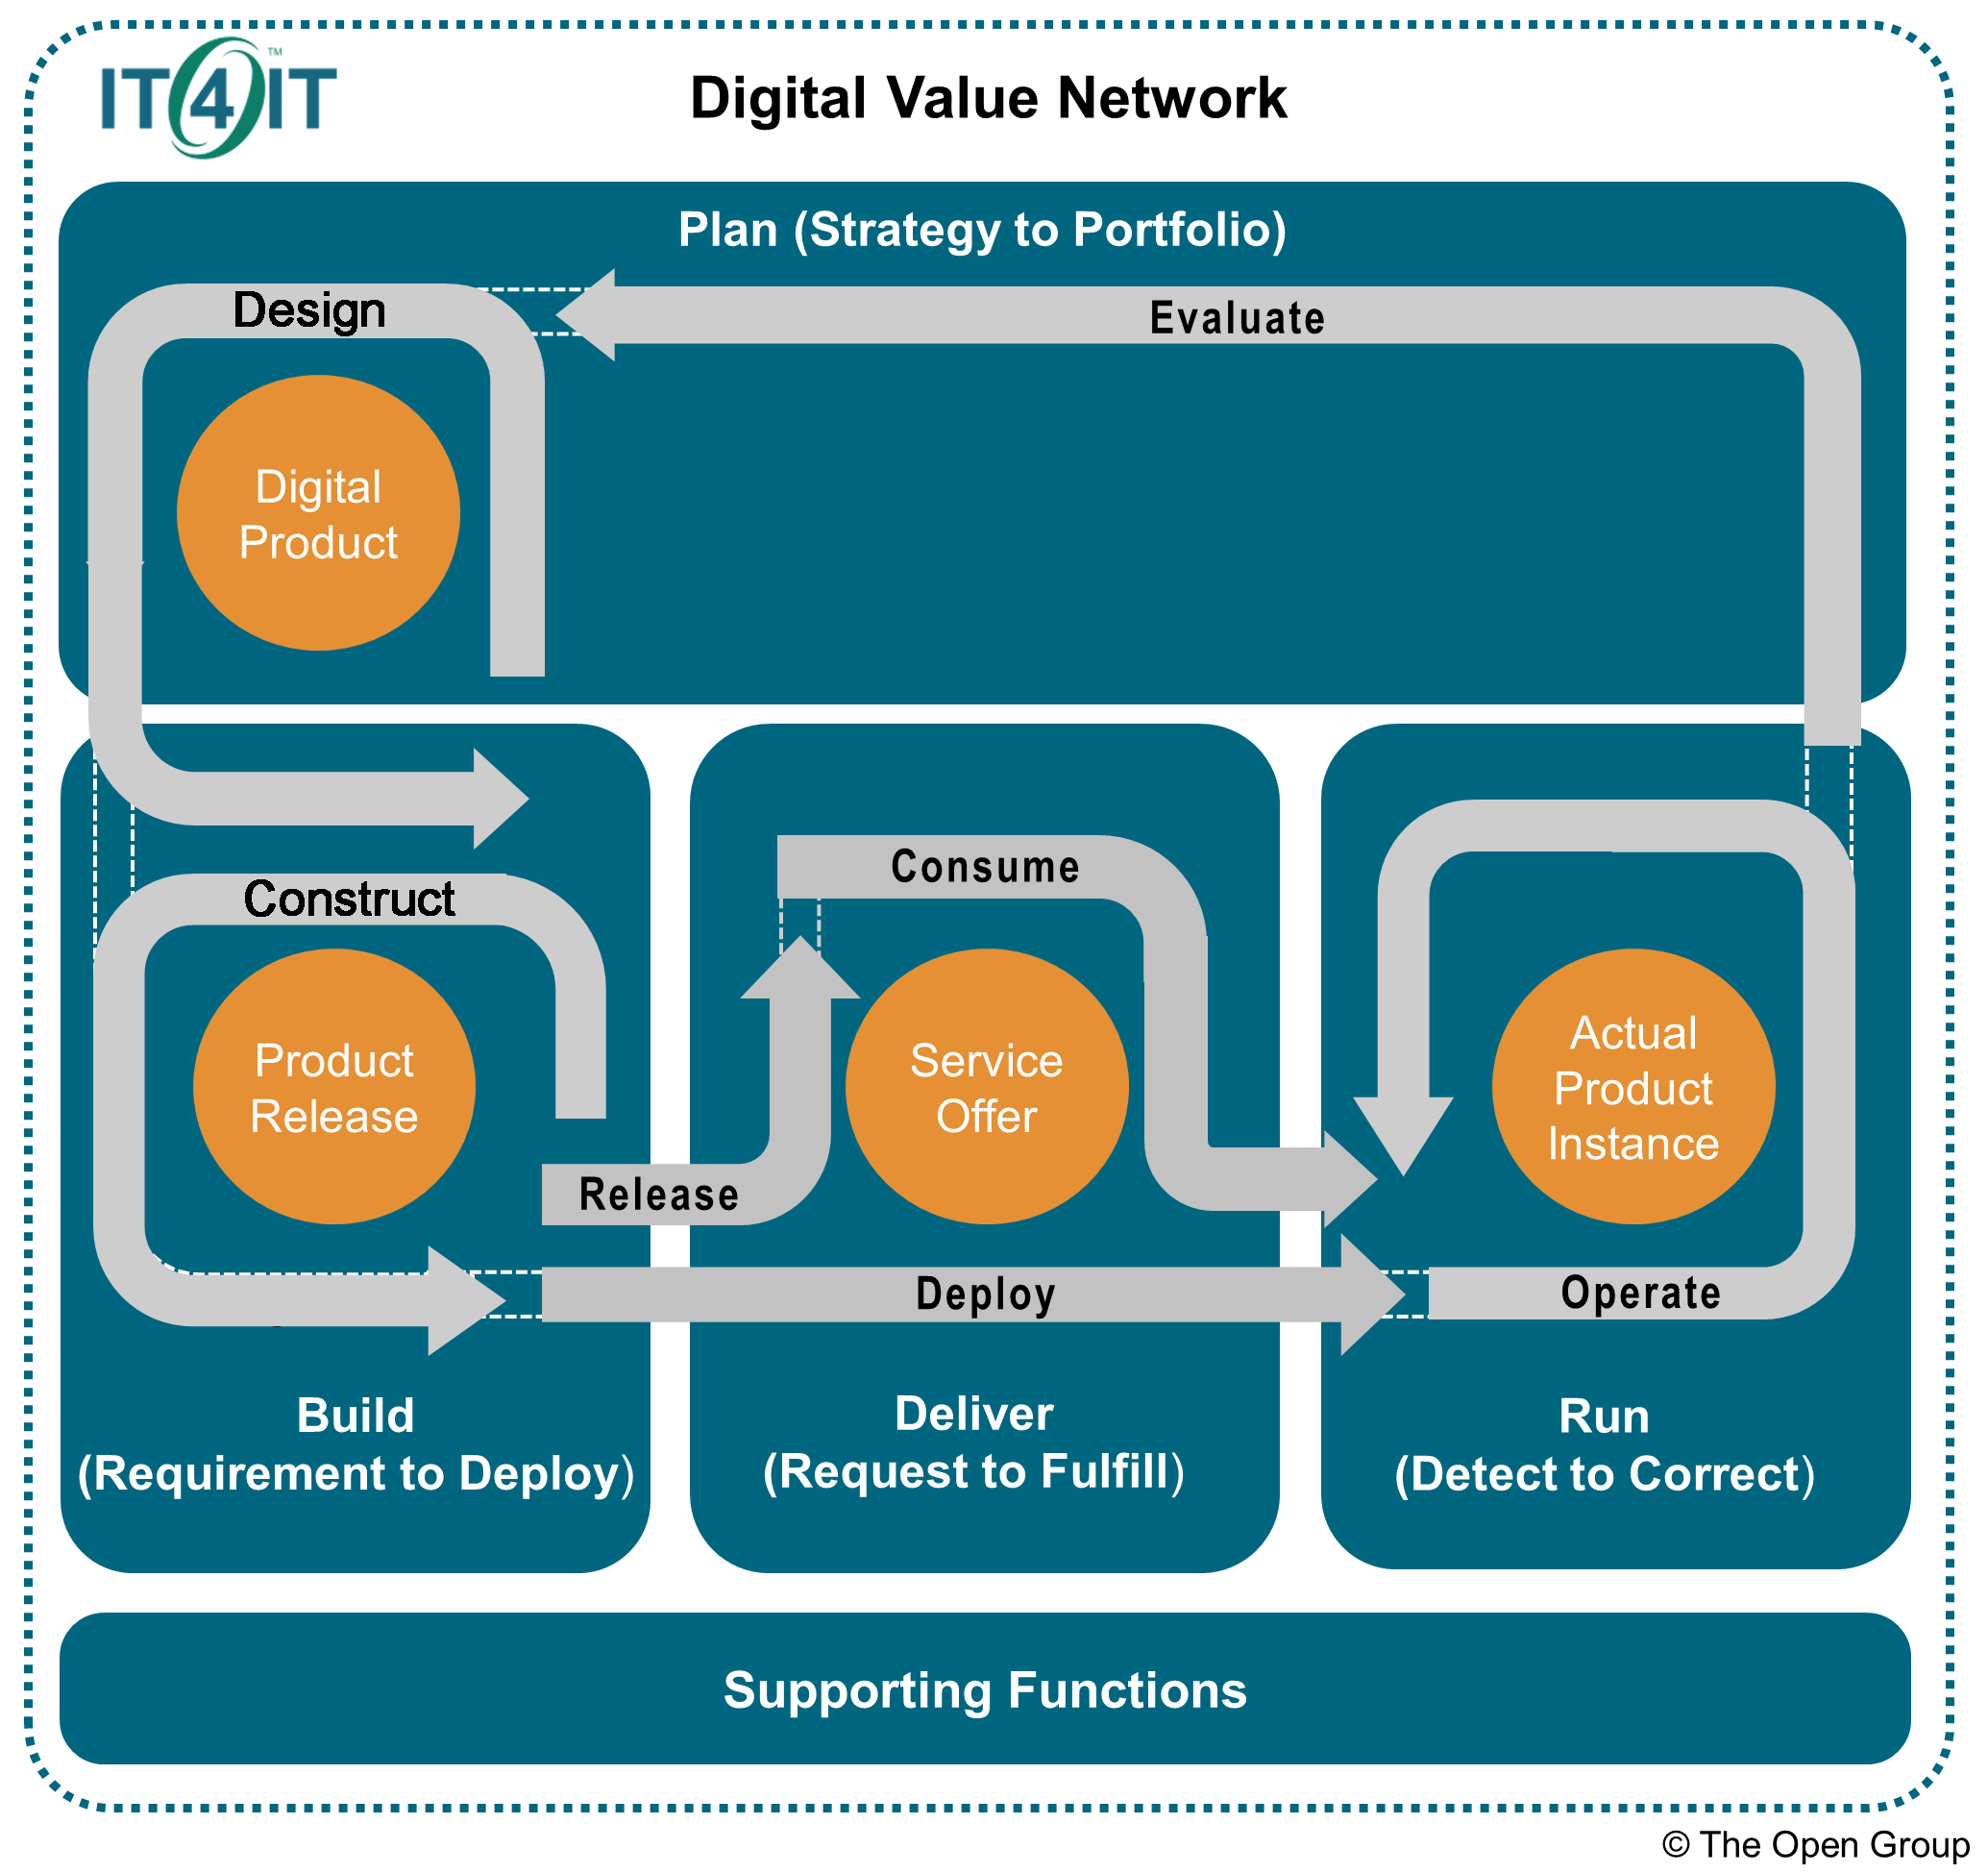 IT4IT™
Digital Value Network
Plan (Strategy to Portfolio)
Design
Evaluate
Digital
Product
Construct
Product
Release
Release
Consume
Service
Offer
Deploy
Actual
Product
Instance
Operate
Build
(Requirement to Deploy)
Deliver
(Request to Fulfill)
Run
(Detect to Correct)
Supporting Functions
© The Open Group